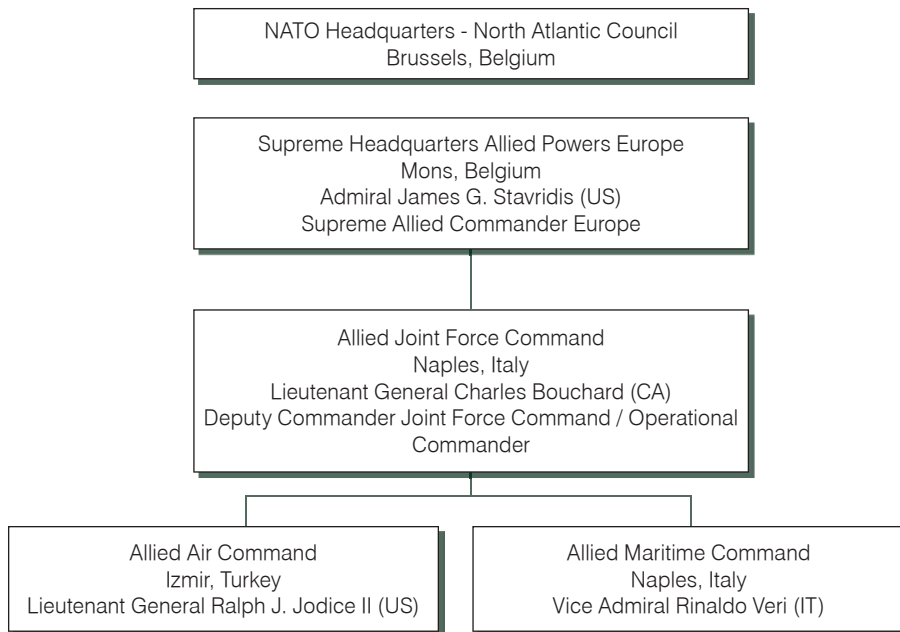 NATO Headquarters - North Atlantic Council
Brussels, Belgium
Supreme Headquarters Allied Powers Europe
Mons, Belgium
Admiral James G. Stavridis (US)
Supreme Allied Commander Europe
Allied Joint Force Command
Naples, Italy
Lieutenant General Charles Bouchard (CA)
Deputy Commander Joint Force Command / Operational
Commander
Allied Air Command
Izmir, Turkey
Lieutenant General Ralph J. Jodice II (US)
Allied Maritime Command
Naples, Italy
Vice Admiral Rinaldo Veri (IT)